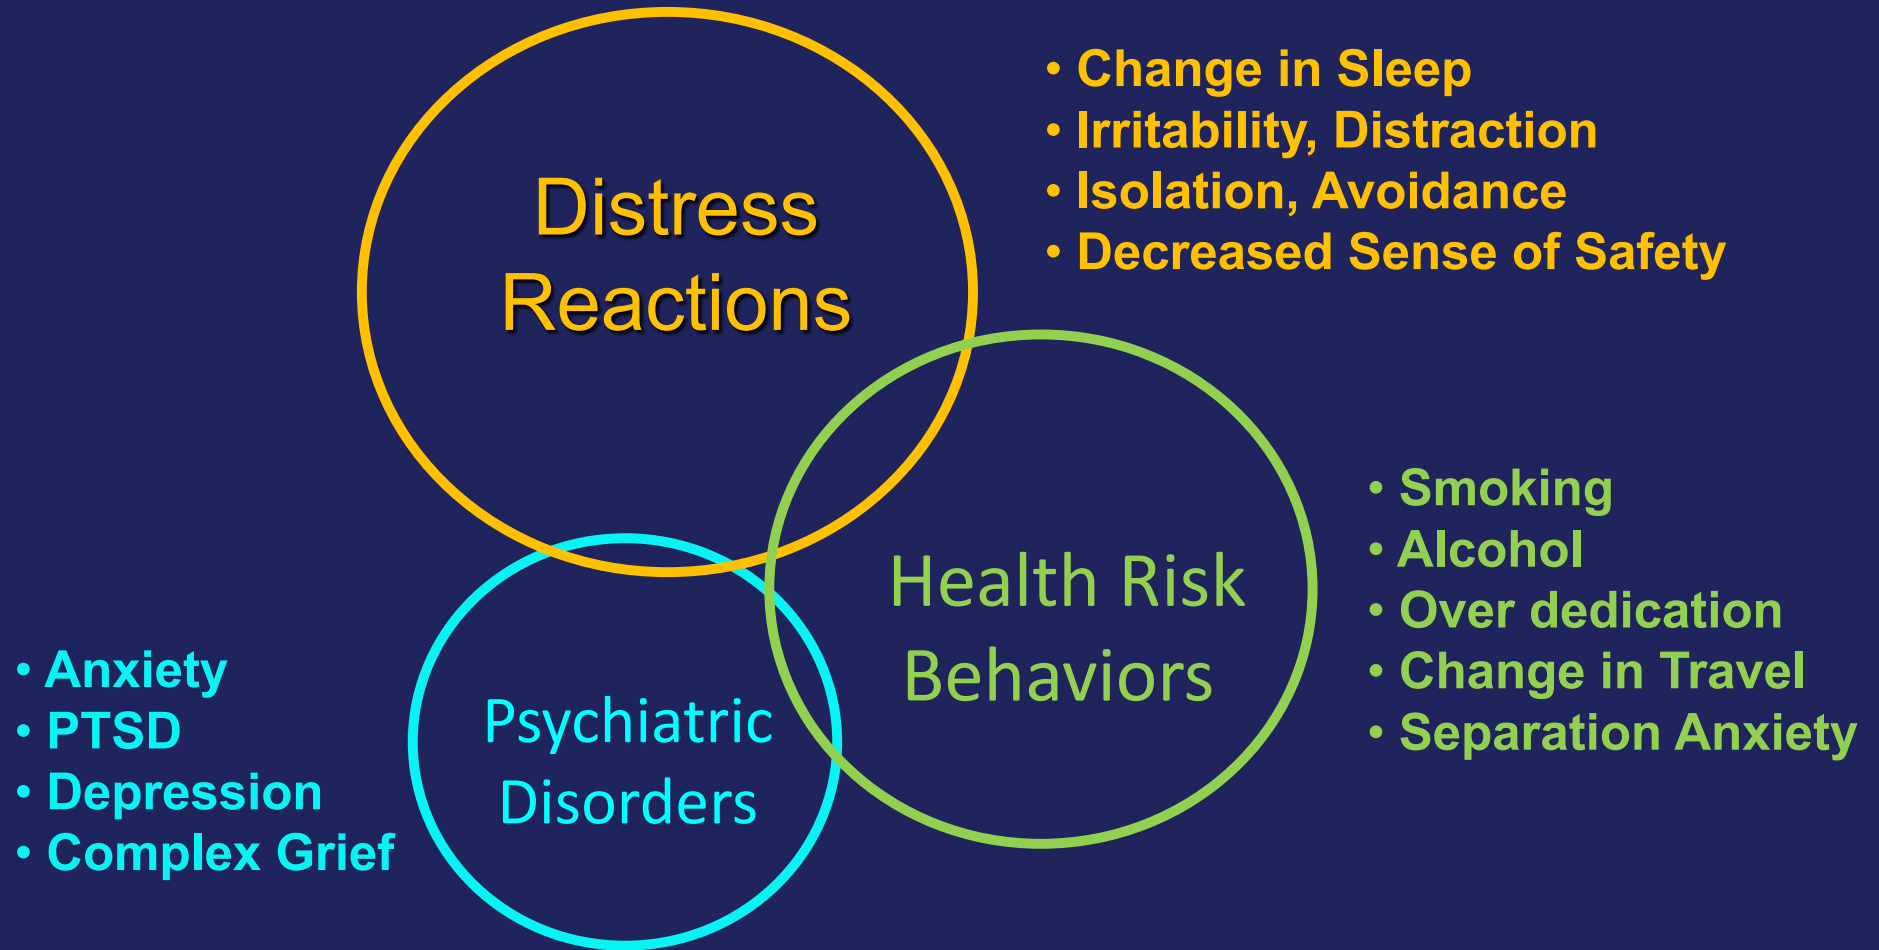 Distress
Reactions
• Change in Sleep
• Irritability, Distraction
• Isolation, Avoidance
• Decreased Sense of Safety
Health Risk
Behaviors
• Smoking
• Alcohol
• Over dedication
• Change in Travel
• Separation Anxiety
Psychiatric
Disorders
• Anxiety
• PTSD
• Depression
• Complex Grief